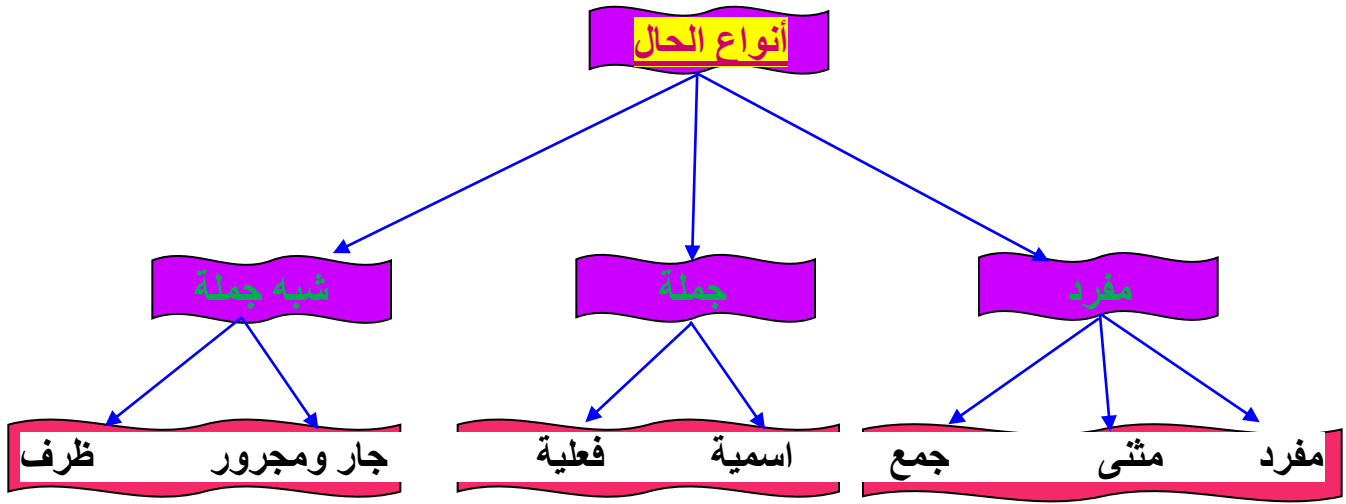 أنواع الحال
مفرد جملة شبه جملة
مفرد مثنى جمع اسمية فعلية جار ومجرور ظرف